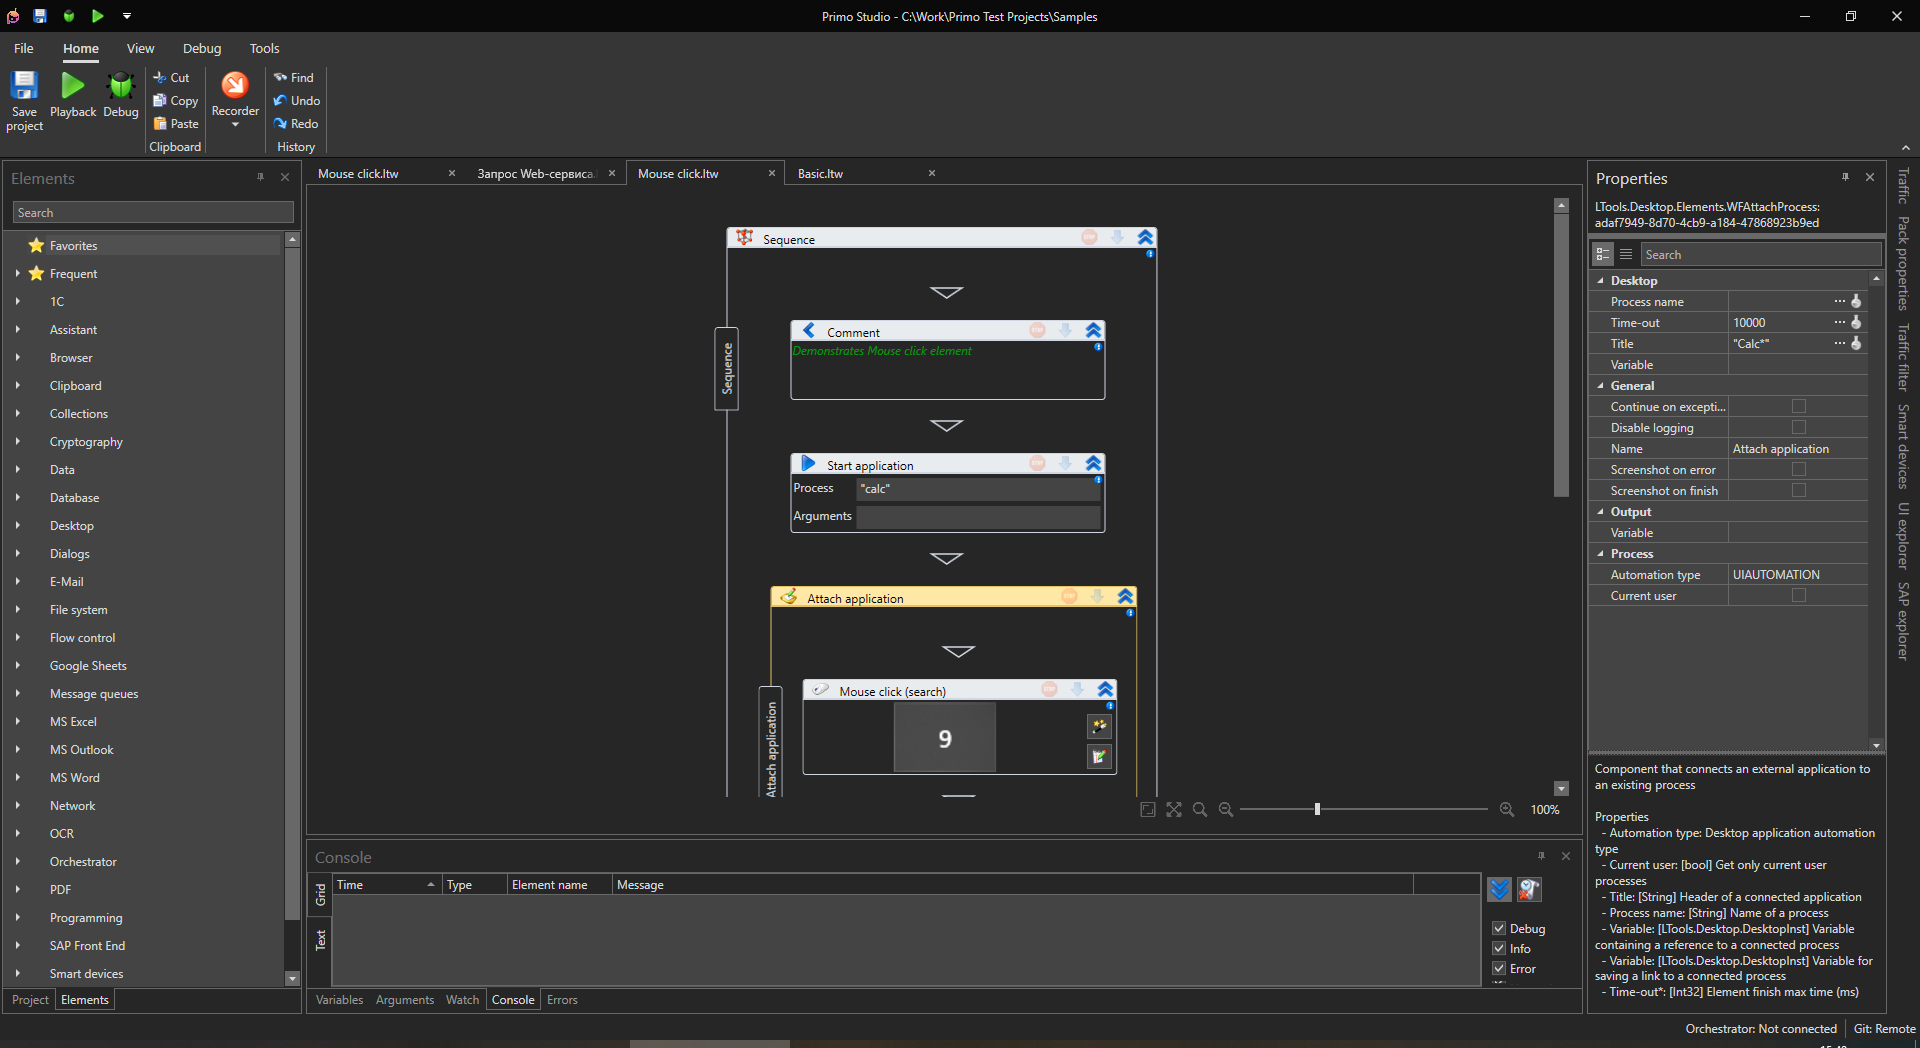 Primo Studio - C:\Work\Primo Test Projects\Samples
File Home View Debug Tools
Save project
Playback
Debug
Cut
Copy
Paste
Clipboard
Recorder
Find
Undo
Redo
History
Elements
Search
Favorites
Frequent
1C
Assistant
Browser
Clipboard
Collections
Cryptography
Data
Database
Desktop
Dialogs
E-Mail
File system
Flow control
Google Sheets
Message queues
MS Excel
MS Outlook
MS Word
Network
OCR
Orchestrator
PDF
Programming
SAP Front End
Smart devices
Project Elements
Mouse click.ltw Запрос Web-сервиса. Mouse click.ltw Basic.ltw
Sequence
Sequence
Comment
Demonstrates Mouse click element
Start application
Process "calc"
Arguments
Attach application
Attach application
Mouse click (search)
9
100%
Console
Grid
Text
Time Type Element name Message
Debug
Info
Error
Variables Arguments Watch Console Errors
Properties
LTools.Desktop.Elements.WFAttachProcess:
adaf7949-8d70-4cb9-a184-47868923b9ed
Search
Desktop
Process name
Time-out 10000
Title "Calc*"
Variable
General
Continue on excepti...
Disable logging
Name Attach application
Screenshot on error
Screenshot on finish
Output
Variable
Process
Automation type UIAUTOMATION
Current user
Component that connects an external application to
an existing process
Properties
- Automation type: Desktop application automation
type
- Current user: [bool] Get only current user
processes
- Title: [String] Header of a connected application
- Process name: [String] Name of a process
- Variable: [LTools.Desktop.DesktopInst] Variable
containing a reference to a connected process
- Variable: [LTools.Desktop.DesktopInst] Variable for
saving a link to a connected process
- Time-out*: [Int32] Element finish max time (ms)
Traffic
Pack properties
Traffic filter
Smart devices
UI explorer
SAP explorer
Orchestrator: Not connected Git: Remote